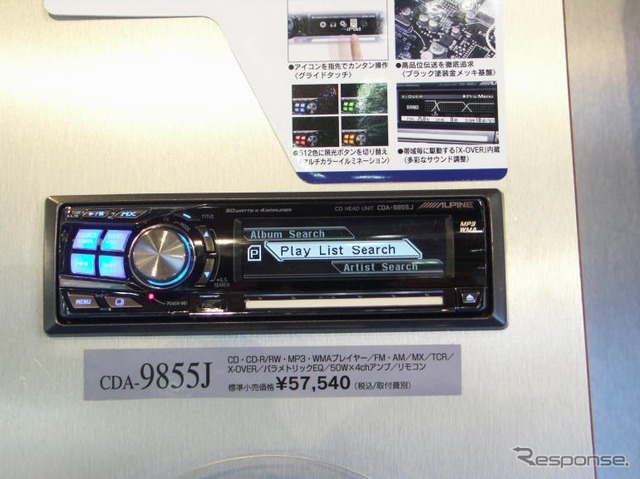 ●アイコンを指先でカンタン操作
(グライドタッチ)
●高品位伝送を徹底追求
(ブラック塗装金メッキ基盤)
X-OVER
Pro.Menu
●512色に照光ボタンを切り替え
(マルチカラーイルミネーション)
●帯域毎に駆動する「X-OVER」内蔵
(多彩なサウンド調整)
CD HEAD UNIT CDA-9855J
ALPINE
TITLE
MX
MP3
WMA
Album Search
P Play List Search
Artist Search
SEARCH
MENU
CDA-9855J
CD・CD-R/RW・MP3・WMAプレイヤー/FM・AM/MX/TCR/
X-OVER/パラメトリックEQ/50W×4chアンプ/リモコン
標準小売価格 ¥57,540 (税込/取付費別)
Response.